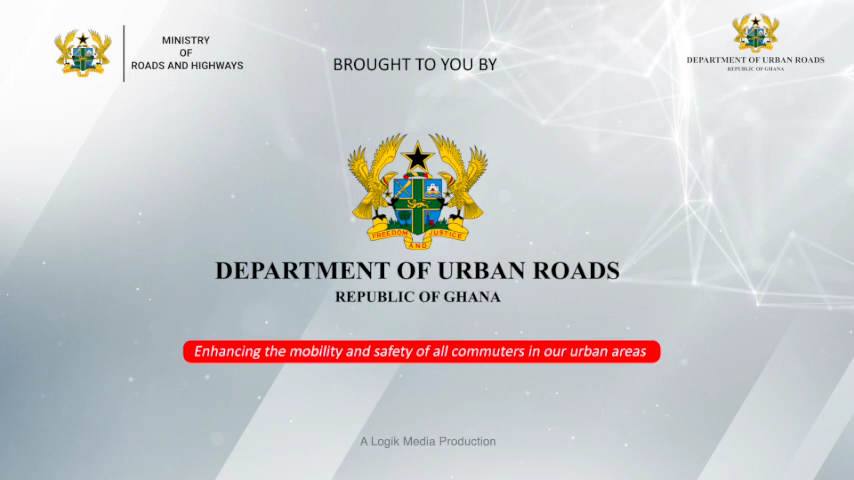 MINISTRY
OF
ROADS AND HIGHWAYS
BROUGHT TO YOU BY
DEPARTMENT OF URBAN ROADS
REPUBLIC OF GHANA
FREEDOM AND JUSTICE
DEPARTMENT OF URBAN ROADS
REPUBLIC OF GHANA
Enhancing the mobility and safety of all commuters in our urban areas
A Logik Media Production